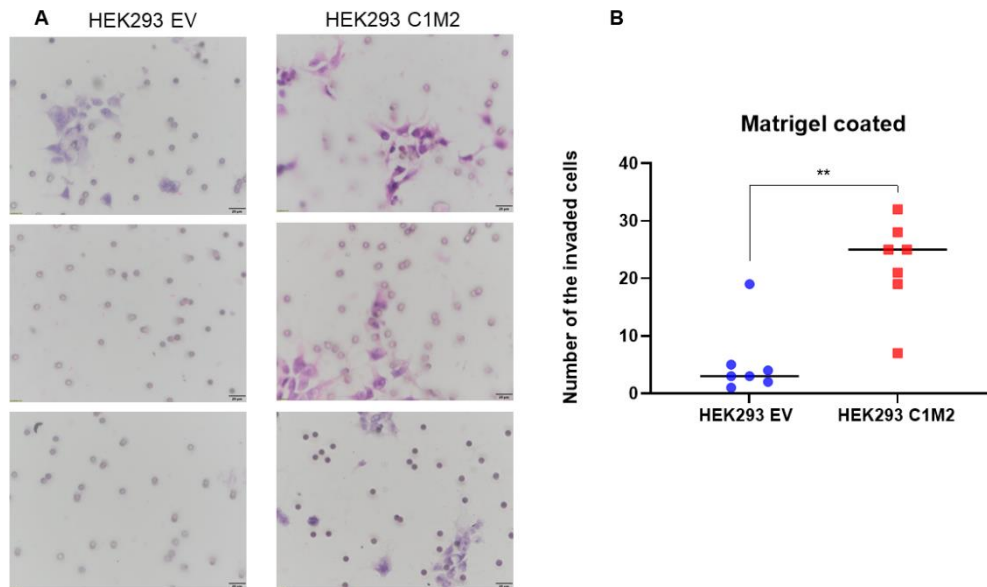 A
HEK293 EV
HEK293 C1M2
B
Matrigel coated
Number of the invaded cells
40
30
20
10
0
**
HEK293 EV
HEK293 C1M2